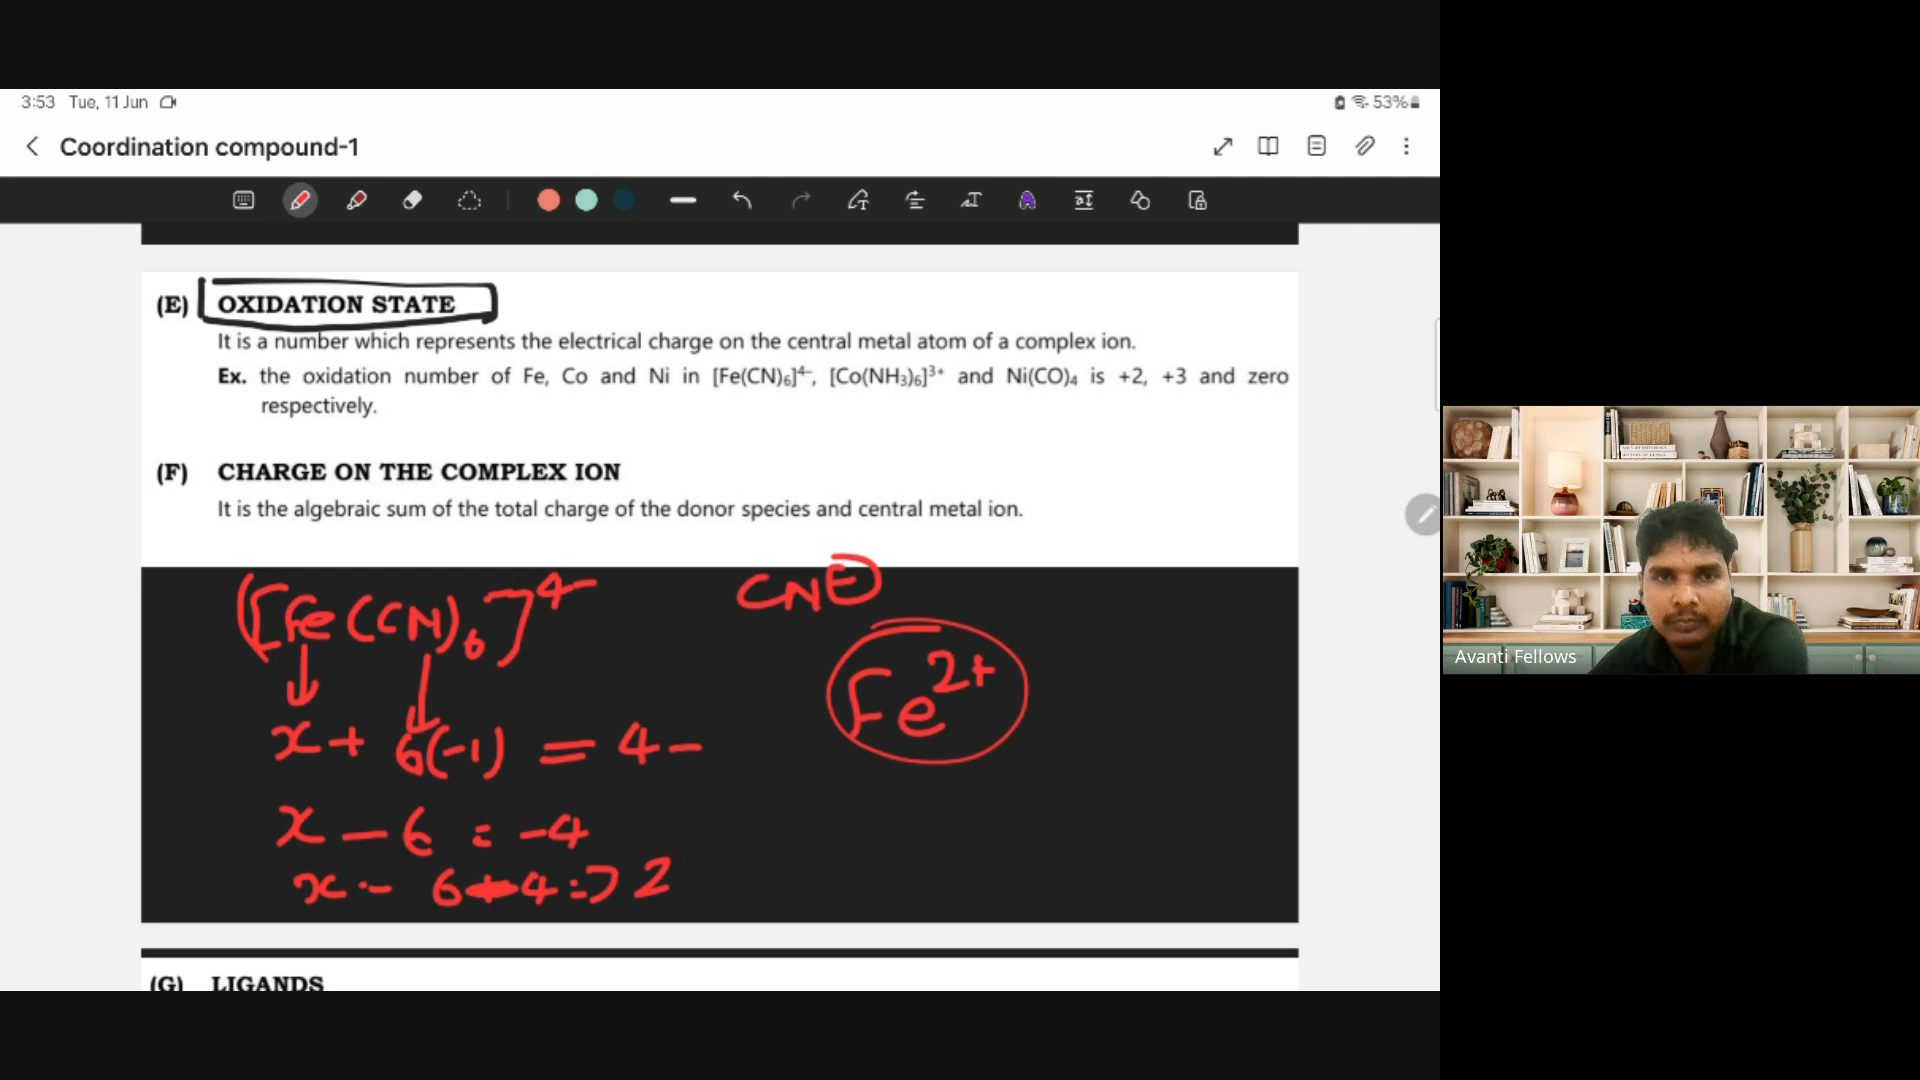 3:53 Tue, 11 Jun 53%
Coordination compound-1
(E) OXIDATION STATE
It is a number which represents the electrical charge on the central metal atom of a complex ion.
Ex. the oxidation number of Fe, Co and Ni in [Fe(CN)₆]⁴⁻, [Co(NH₃)₆]³⁺ and Ni(CO)₄ is +2, +3 and zero
respectively.
(F) CHARGE ON THE COMPLEX ION
It is the algebraic sum of the total charge of the donor species and central metal ion.
[Fe(CN)₆]⁴⁻ CN⊖
Fe²⁺
x + 6(-1) = 4-
x - 6 = -4
x - 6+4 => 2
(G) LIGANDS
Avanti Fellows